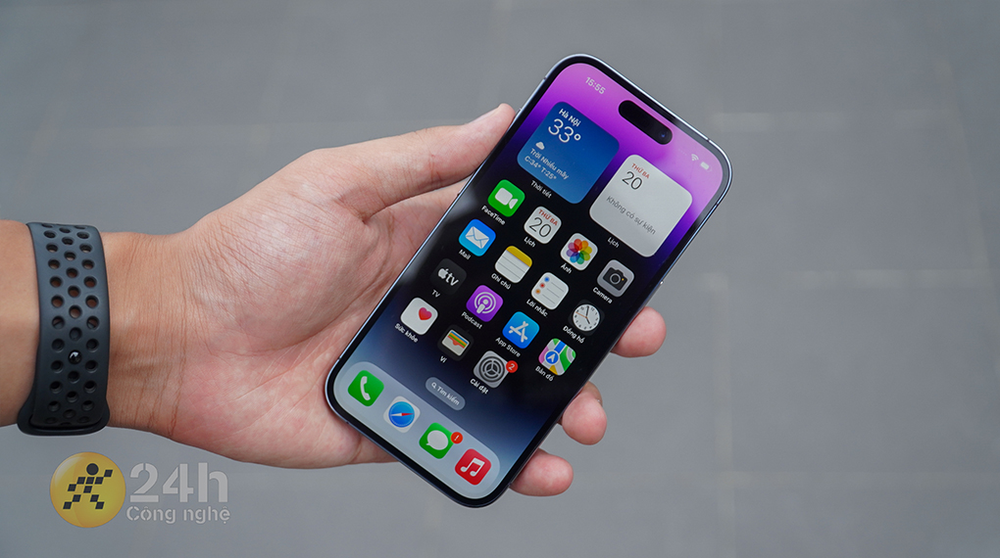 15:55
Hà Nội
33°
Trời Nhiều mây
C:34° T:25°
Thời tiết
THỨ BA
20
Không có sự kiện
Lịch
FaceTime
THỨ BA
20
Lịch
Ảnh
Camera
Mail
Ghi chú
Lời nhắc
Đồng hồ
tv
TV
Podcast
App Store
Bản đồ
Sức khỏe
Ví
2
Cài đặt
Tìm kiếm
!
24h
Công nghệ